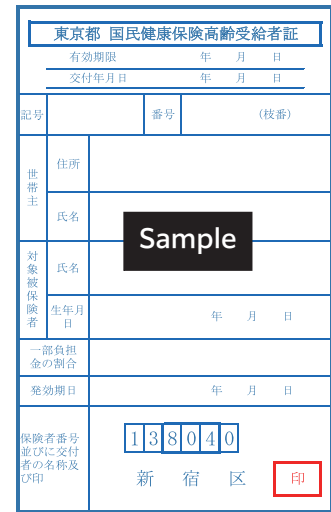 東京都 国民健康保険高齢受給者証
有効期限 年 月 日
交付年月日 年 月 日
記号 番号 (枝番)
世帯主
住所
氏名
Sample
対象被保険者
氏名
生年月日 年 月 日
一部負担
金の割合
発効期日 年 月 日
保険者番号
並びに交付
者の名称及
び印
138040
新 宿 区 印